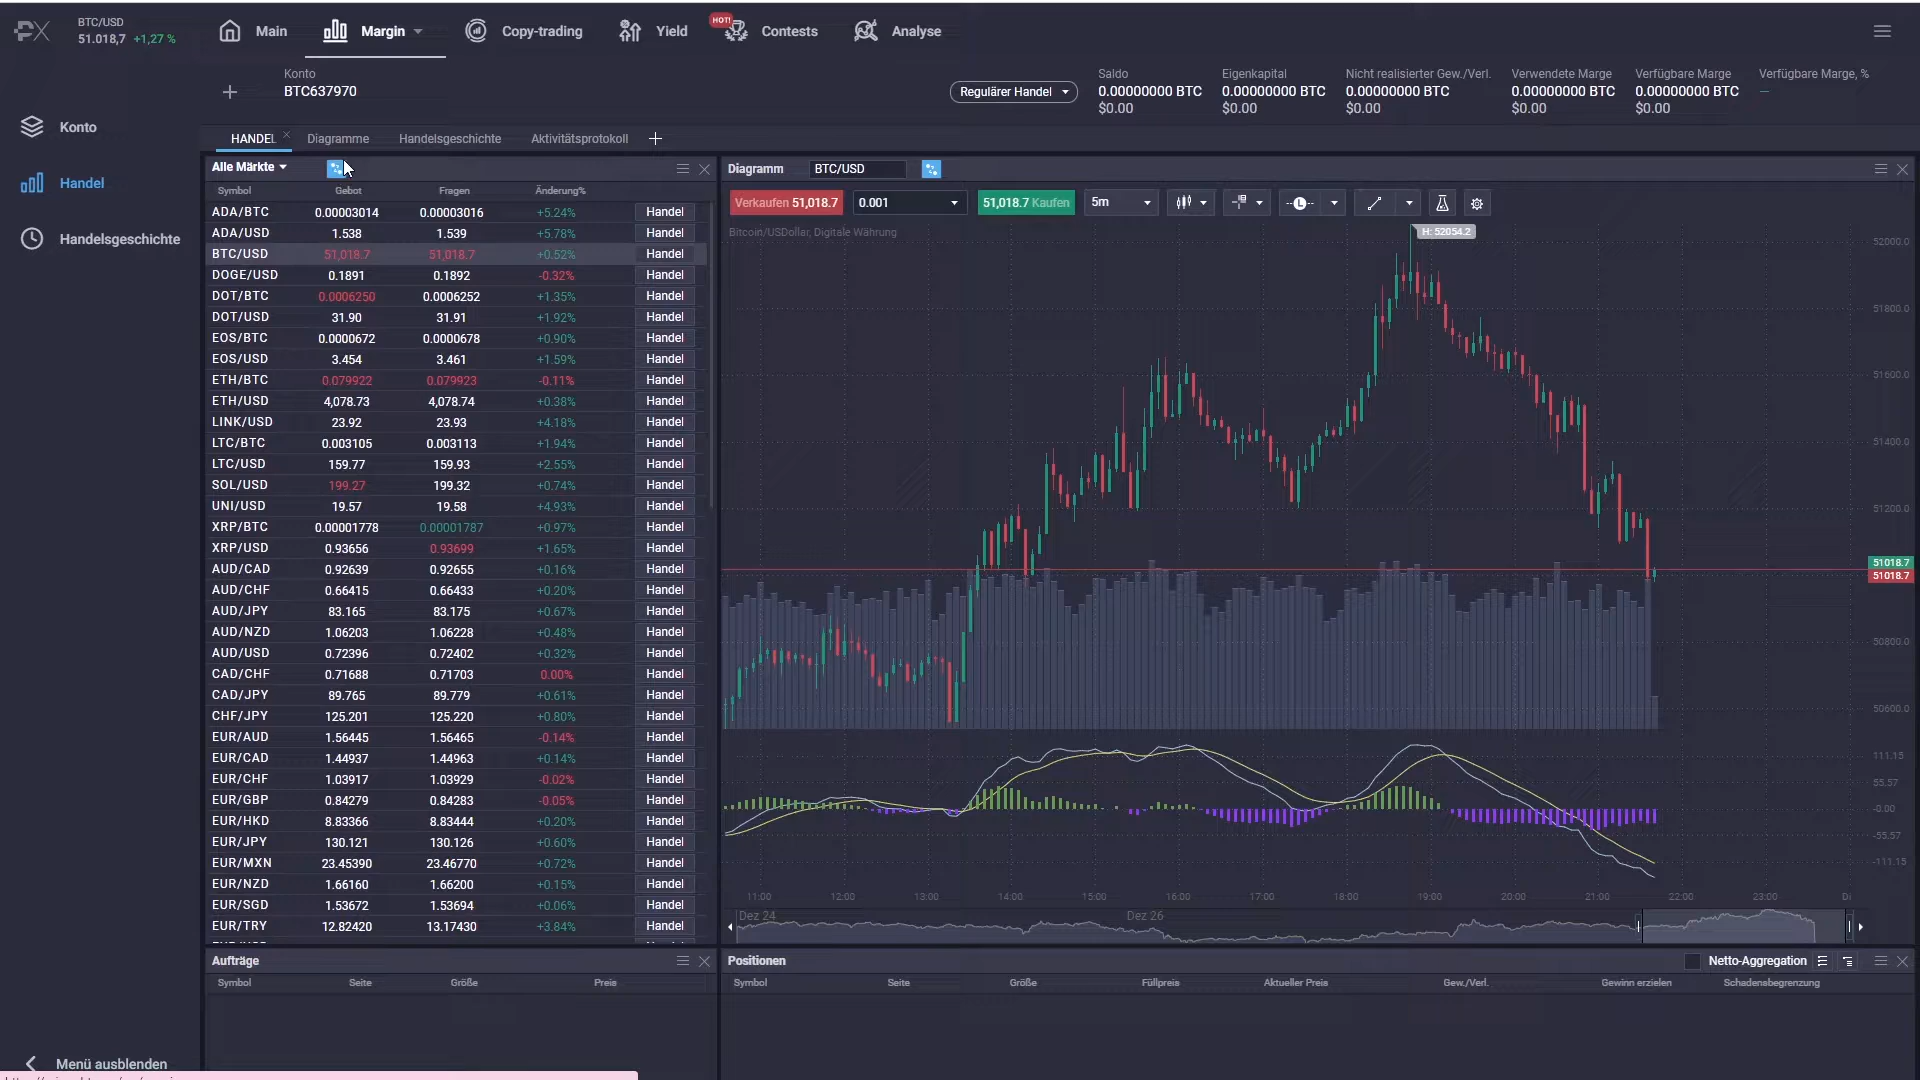 PX
BTC/USD
51.018,7 +1,27 %
Main
Margin
Copy-trading
Yield
HOT!
Contests
Analyse
Konto
BTC637970
Regulärer Handel
Saldo
0.00000000 BTC
$0.00
Eigenkapital
0.00000000 BTC
$0.00
Nicht realisierter Gew./Verl.
0.00000000 BTC
$0.00
Verwendete Marge
0.00000000 BTC
$0.00
Verfügbare Marge
0.00000000 BTC
$0.00
Verfügbare Marge, %
—
Konto
Handel
Handelsgeschichte
HANDEL
Diagramme
Handelsgeschichte
Aktivitätsprotokoll
Alle Märkte
Symbol Gebot Fragen Änderung%
ADA/BTC 0.00003014 0.00003016 +5.24% Handel
ADA/USD 1.538 1.539 +5.78% Handel
BTC/USD 51,018.7 51,018.7 +0.52% Handel
DOGE/USD 0.1891 0.1892 -0.32% Handel
DOT/BTC 0.0006250 0.0006252 +1.35% Handel
DOT/USD 31.90 31.91 +1.92% Handel
EOS/BTC 0.0000672 0.0000678 +0.90% Handel
EOS/USD 3.454 3.461 +1.59% Handel
ETH/BTC 0.079922 0.079923 -0.11% Handel
ETH/USD 4,078.73 4,078.74 +0.38% Handel
LINK/USD 23.92 23.93 +4.18% Handel
LTC/BTC 0.003105 0.003113 +1.94% Handel
LTC/USD 159.77 159.93 +2.55% Handel
SOL/USD 199.27 199.32 +0.74% Handel
UNI/USD 19.57 19.58 +4.93% Handel
XRP/BTC 0.00001778 0.00001787 +0.97% Handel
XRP/USD 0.93656 0.93699 +1.65% Handel
AUD/CAD 0.92639 0.92655 +0.16% Handel
AUD/CHF 0.66415 0.66433 +0.20% Handel
AUD/JPY 83.165 83.175 +0.67% Handel
AUD/NZD 1.06203 1.06228 +0.48% Handel
AUD/USD 0.72396 0.72402 +0.32% Handel
CAD/CHF 0.71688 0.71703 0.00% Handel
CAD/JPY 89.765 89.779 +0.61% Handel
CHF/JPY 125.201 125.220 +0.80% Handel
EUR/AUD 1.56445 1.56465 -0.14% Handel
EUR/CAD 1.44937 1.44963 +0.14% Handel
EUR/CHF 1.03917 1.03929 -0.02% Handel
EUR/GBP 0.84279 0.84283 -0.05% Handel
EUR/HKD 8.83366 8.83444 +0.20% Handel
EUR/JPY 130.121 130.126 +0.60% Handel
EUR/MXN 23.45390 23.46770 +0.72% Handel
EUR/NZD 1.66160 1.66200 +0.15% Handel
EUR/SGD 1.53672 1.53694 +0.06% Handel
EUR/TRY 12.82420 13.17430 +3.84% Handel
Diagramm BTC/USD
Verkaufen 51,018.7
0.001
51,018.7 Kaufen
5m
Bitcoin/USDollar, Digitale Währung
H: 52054.2
52000.0
51800.0
51600.0
51400.0
51200.0
51018.7
51018.7
50800.0
50600.0
111.15
55.57
-0.00
-55.57
-111.15
11:00 12:00 13:00 14:00 15:00 16:00 17:00 18:00 19:00 20:00 21:00 22:00 23:00 Di
Dez 24 Dez 26
Aufträge
Symbol Seite Größe Preis
Positionen
Netto-Aggregation
Symbol Seite Größe Füllpreis Aktueller Preis Gew./Verl. Gewinn erzielen Schadensbegrenzung
Menü ausblenden